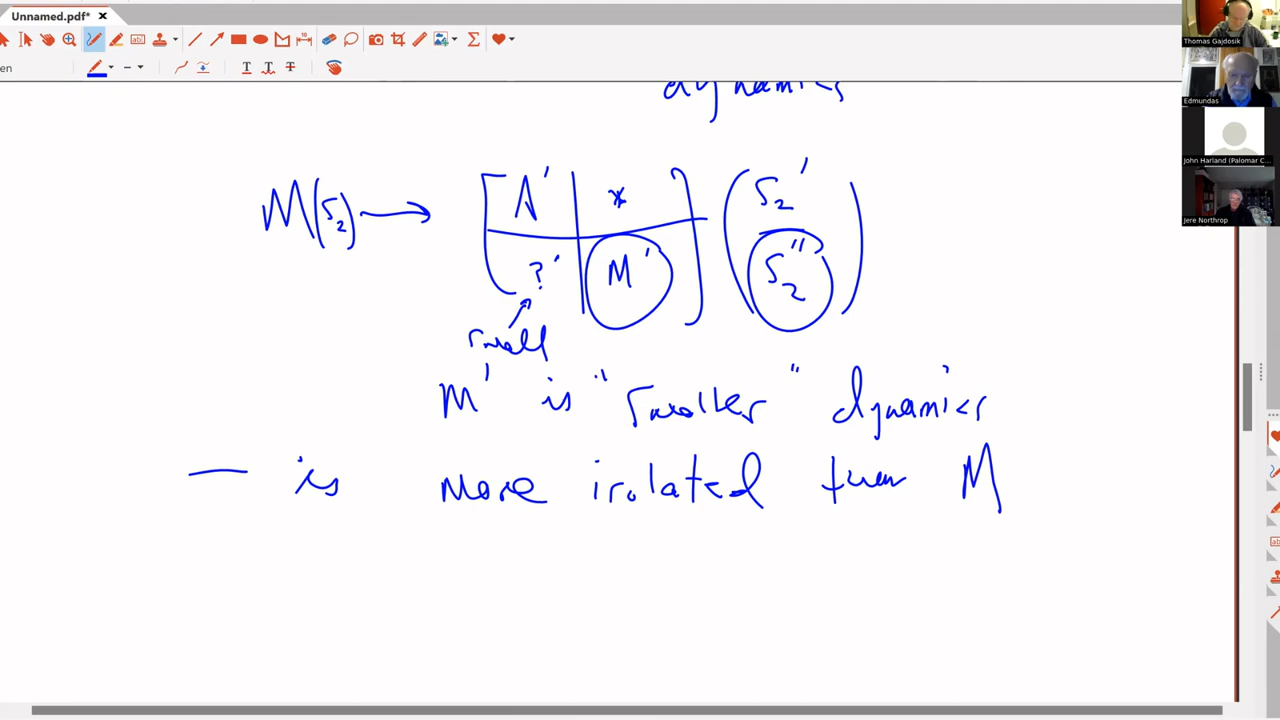 Unnamed.pdf*
en
Thomas Gajdosik
Edmundas
John Harland (Palomar C...
Jere Northrop
dynamics
M(S₂) → [ A' | * ] ( S₂' )
[ ?' | M' ] ( S₂'' )
small
M' is "smaller" dynamics
— is more isolated than M